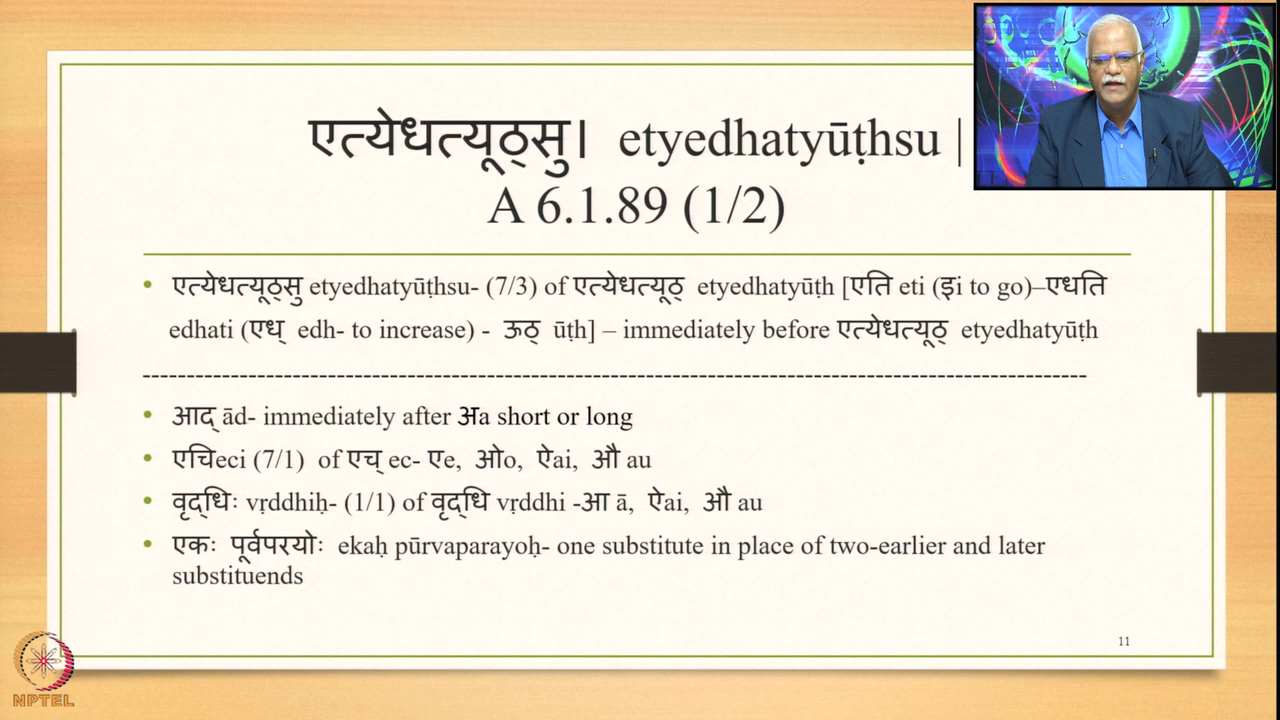 एत्येधत्यूठ्सु। etyedhatyūṭhsu |
A 6.1.89 (1/2)
• एत्येधत्यूठ्सु etyedhatyūṭhsu- (7/3) of एत्येधत्यूठ् etyedhatyūṭh [एति eti (इi to go)–एधति
edhati (एध् edh- to increase) - ऊठ् ūṭh] – immediately before एत्येधत्यूठ् etyedhatyūṭh
--------------------------------------------------------------------------------------------
• आद् ād- immediately after अa short or long
• एचिeci (7/1) of एच् ec- एe, ओo, ऐai, औ au
• वृद्धिः vṛddhiḥ- (1/1) of वृद्धि vṛddhi -आ ā, ऐai, औ au
• एकः पूर्वपरयोः ekaḥ pūrvaparayoḥ- one substitute in place of two-earlier and later
substituends
11
NPTEL